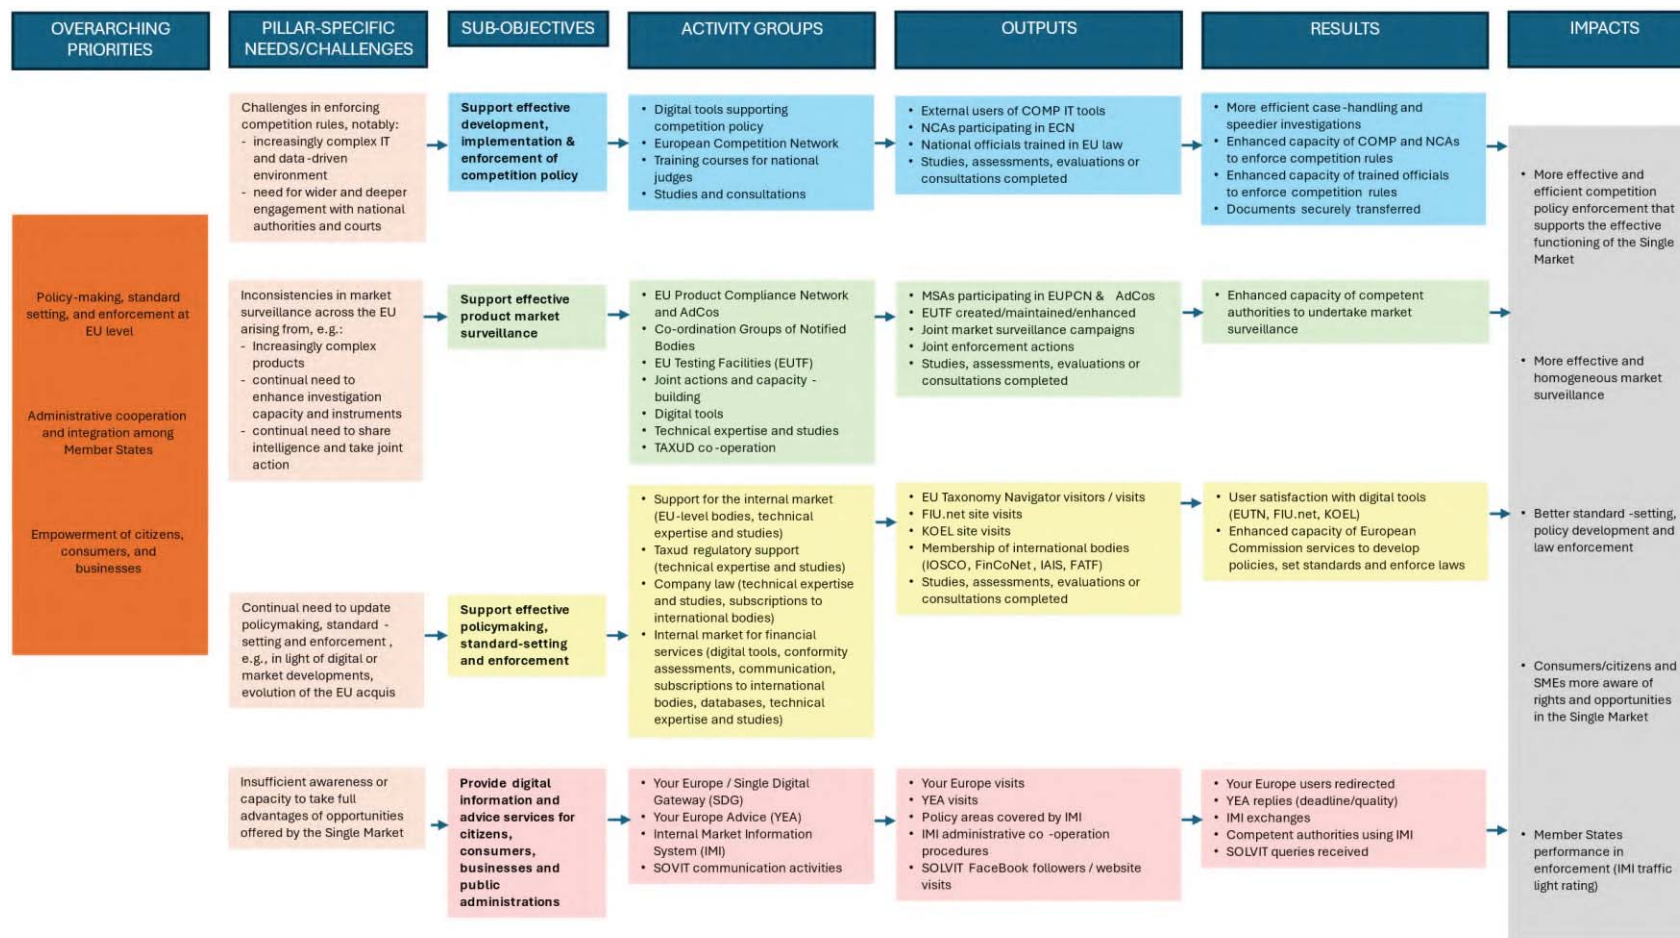 OVERARCHING
PRIORITIES
PILLAR-SPECIFIC
NEEDS/CHALLENGES
SUB-OBJECTIVES
ACTIVITY GROUPS
OUTPUTS
RESULTS
IMPACTS
Policy-making, standard
setting, and enforcement at
EU level
Administrative cooperation
and integration among
Member States
Empowerment of citizens,
consumers, and
businesses
Challenges in enforcing
competition rules, notably:
- increasingly complex IT
and data-driven
environment
- need for wider and deeper
engagement with national
authorities and courts
Support effective
development,
implementation &
enforcement of
competition policy
• Digital tools supporting
competition policy
• European Competition Network
• Training courses for national
judges
• Studies and consultations
• External users of COMP IT tools
• NCAs participating in ECN
• National officials trained in EU law
• Studies, assessments, evaluations or
consultations completed
• More efficient case-handling and
speedier investigations
• Enhanced capacity of COMP and NCAs
to enforce competition rules
• Enhanced capacity of trained officials
to enforce competition rules
• Documents securely transferred
Inconsistencies in market
surveillance across the EU
arising from, e.g.:
- Increasingly complex
products
- continual need to
enhance investigation
capacity and instruments
- continual need to share
intelligence and take joint
action
Support effective
product market
surveillance
• EU Product Compliance Network
and AdCos
• Co-ordination Groups of Notified
Bodies
• EU Testing Facilities (EUTF)
• Joint actions and capacity -
building
• Digital tools
• Technical expertise and studies
• TAXUD co-operation
• MSAs participating in EUPCN & AdCos
• EUTF created/maintained/enhanced
• Joint market surveillance campaigns
• Joint enforcement actions
• Studies, assessments, evaluations or
consultations completed
• Enhanced capacity of competent
authorities to undertake market
surveillance
Continual need to update
policymaking, standard -
setting and enforcement ,
e.g., in light of digital or
market developments,
evolution of the EU acquis
Support effective
policymaking,
standard-setting
and enforcement
• Support for the internal market
(EU-level bodies, technical
expertise and studies)
• Taxud regulatory support
(technical expertise and studies)
• Company law (technical expertise
and studies, subscriptions to
international bodies)
• Internal market for financial
services (digital tools, conformity
assessments, communication,
subscriptions to international
bodies, databases, technical
expertise and studies)
• EU Taxonomy Navigator visitors / visits
• FIU.net site visits
• KOEL site visits
• Membership of international bodies
(IOSCO, FinCoNet, IAIS, FATF)
• Studies, assessments, evaluations or
consultations completed
• User satisfaction with digital tools
(EUTN, FIU.net, KOEL)
• Enhanced capacity of European
Commission services to develop
policies, set standards and enforce laws
Insufficient awareness or
capacity to take full
advantages of opportunities
offered by the Single Market
Provide digital
information and
advice services for
citizens,
consumers,
businesses and
public
administrations
• Your Europe / Single Digital
Gateway (SDG)
• Your Europe Advice (YEA)
• Internal Market Information
System (IMI)
• SOVIT communication activities
• Your Europe visits
• YEA visits
• Policy areas covered by IMI
• IMI administrative co -operation
procedures
• SOLVIT FaceBook followers / website
visits
• Your Europe users redirected
• YEA replies (deadline/quality)
• IMI exchanges
• Competent authorities using IMI
• SOLVIT queries received
• More effective and
efficient competition
policy enforcement that
supports the effective
functioning of the Single
Market
• More effective and
homogeneous market
surveillance
• Better standard -setting,
policy development and
law enforcement
• Consumers/citizens and
SMEs more aware of
rights and opportunities
in the Single Market
• Member States
performance in
enforcement (IMI traffic
light rating)